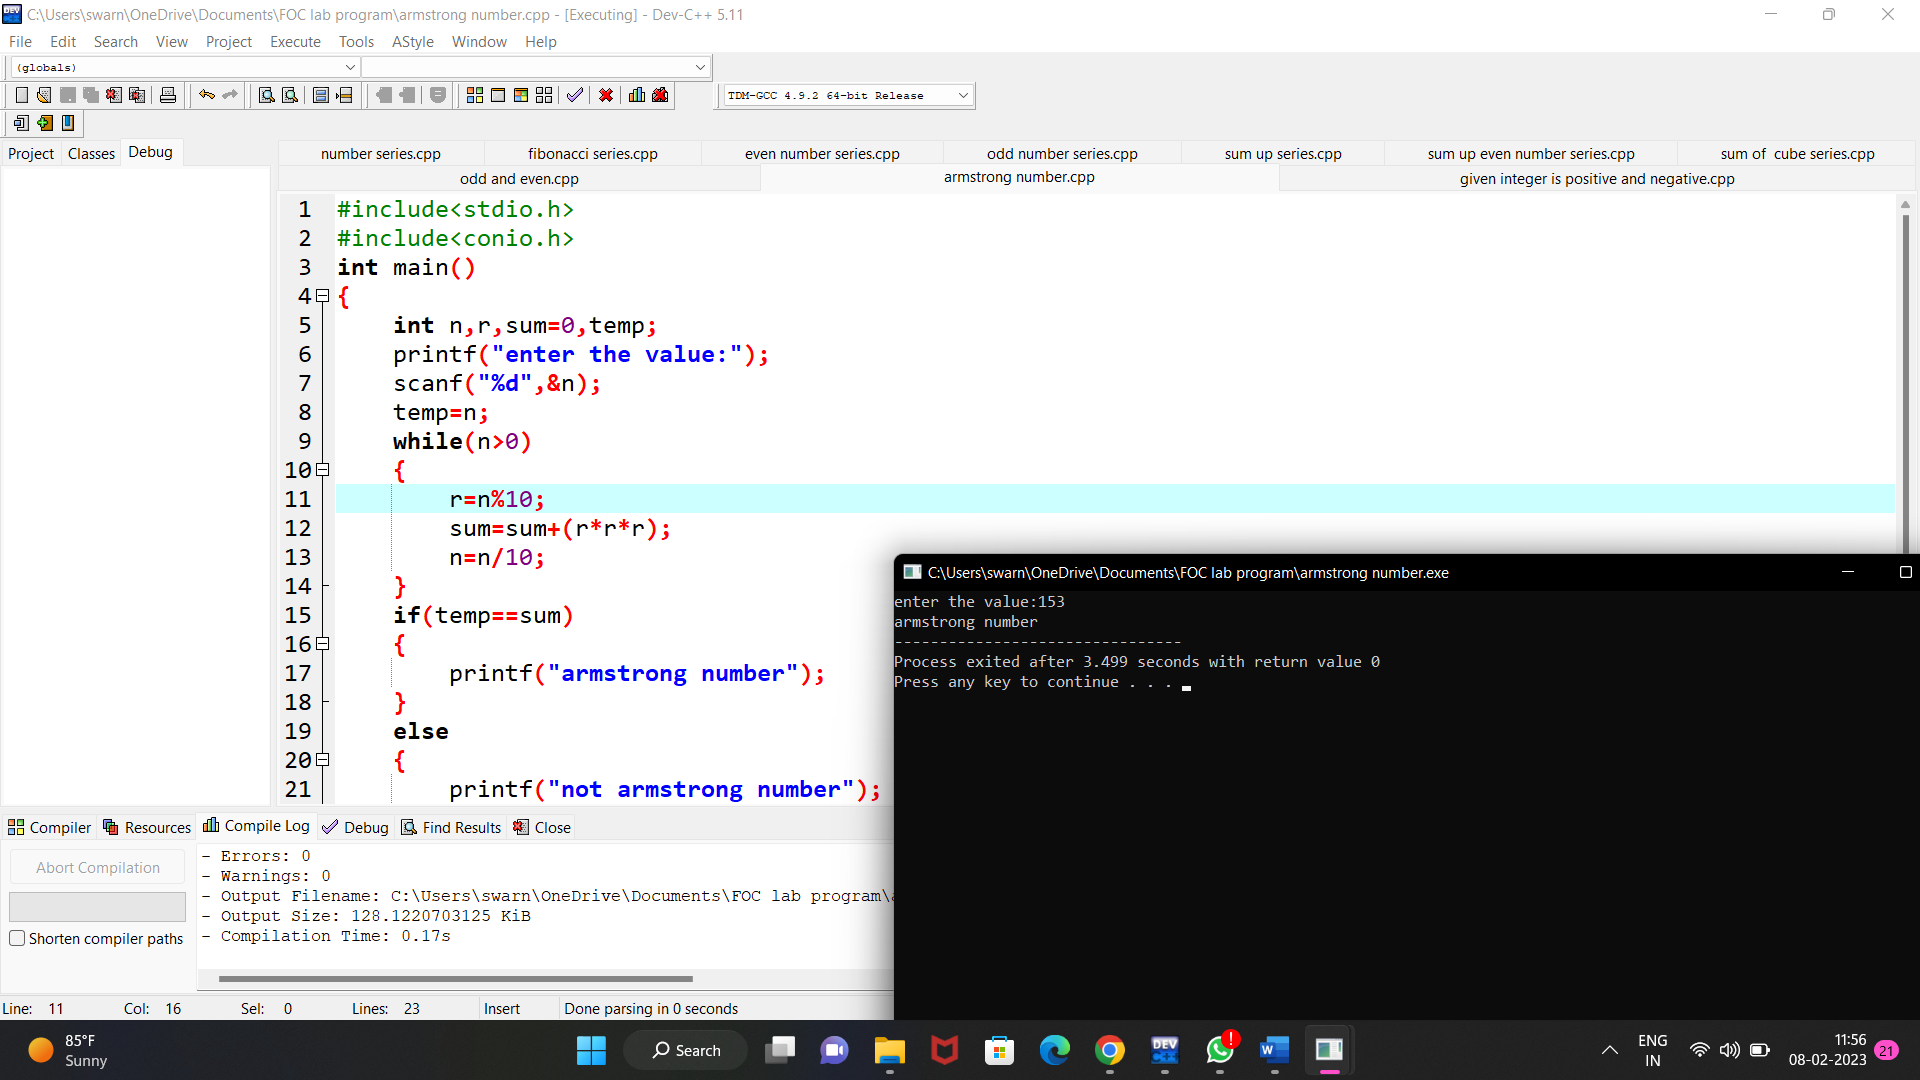 C:\Users\swarn\OneDrive\Documents\FOC lab program\armstrong number.cpp - [Executing] - Dev-C++ 5.11
File Edit Search View Project Execute Tools AStyle Window Help
(globals)
TDM-GCC 4.9.2 64-bit Release
Project Classes Debug
number series.cpp fibonacci series.cpp even number series.cpp odd number series.cpp sum up series.cpp sum up even number series.cpp sum of cube series.cpp
odd and even.cpp armstrong number.cpp given integer is positive and negative.cpp
1 #include<stdio.h>
2 #include<conio.h>
3 int main()
4 {
5 int n,r,sum=0,temp;
6 printf("enter the value:");
7 scanf("%d",&n);
8 temp=n;
9 while(n>0)
10 {
11 r=n%10;
12 sum=sum+(r*r*r);
13 n=n/10;
14 }
15 if(temp==sum)
16 {
17 printf("armstrong number");
18 }
19 else
20 {
21 printf("not armstrong number");
C:\Users\swarn\OneDrive\Documents\FOC lab program\armstrong number.exe
enter the value:153
armstrong number
--------------------------------
Process exited after 3.499 seconds with return value 0
Press any key to continue . . .
Compiler Resources Compile Log Debug Find Results Close
Abort Compilation
Shorten compiler paths
- Errors: 0
- Warnings: 0
- Output Filename: C:\Users\swarn\OneDrive\Documents\FOC lab program\
- Output Size: 128.1220703125 KiB
- Compilation Time: 0.17s
Line: 11 Col: 16 Sel: 0 Lines: 23 Insert Done parsing in 0 seconds
85°F
Sunny
Search
DEV
C++
W
ENG
IN
11:56
08-02-2023
21